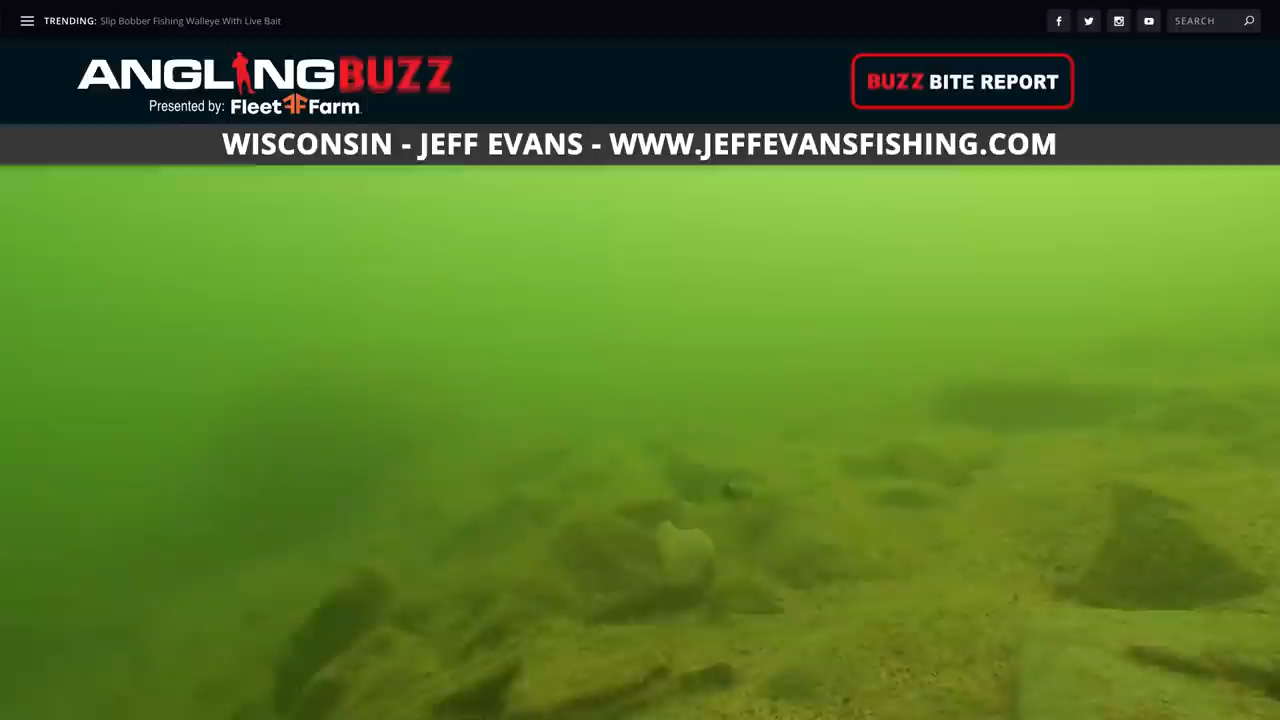 TRENDING: Slip Bobber Fishing Walleye With Live Bait
SEARCH
ANGLINGBUZZ
Presented by: Fleet Farm
BUZZ BITE REPORT
WISCONSIN - JEFF EVANS - WWW.JEFFEVANSFISHING.COM